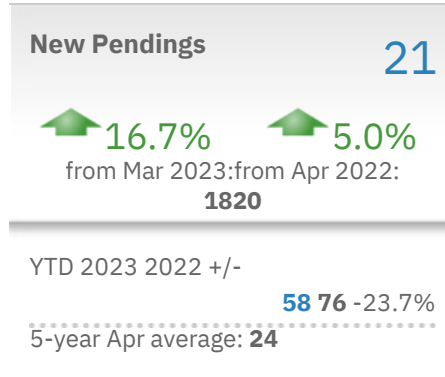 New Pendings
21
16.7% 5.0%
from Mar 2023:from Apr 2022:
1820
YTD 2023 2022 +/-
58 76 -23.7%
5-year Apr average: 24